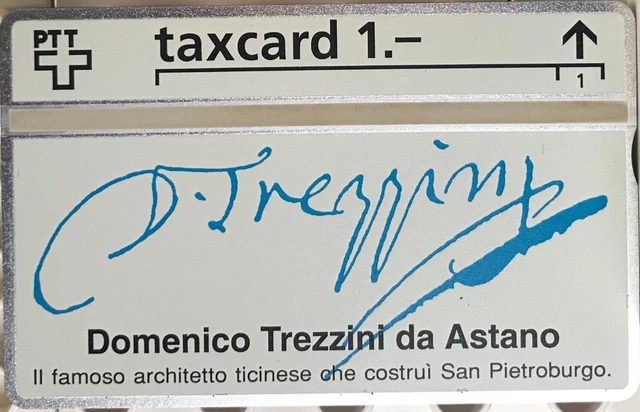 PTT
taxcard 1.–
1
D. Trezzini
Domenico Trezzini da Astano
Il famoso architetto ticinese che costruì San Pietroburgo.